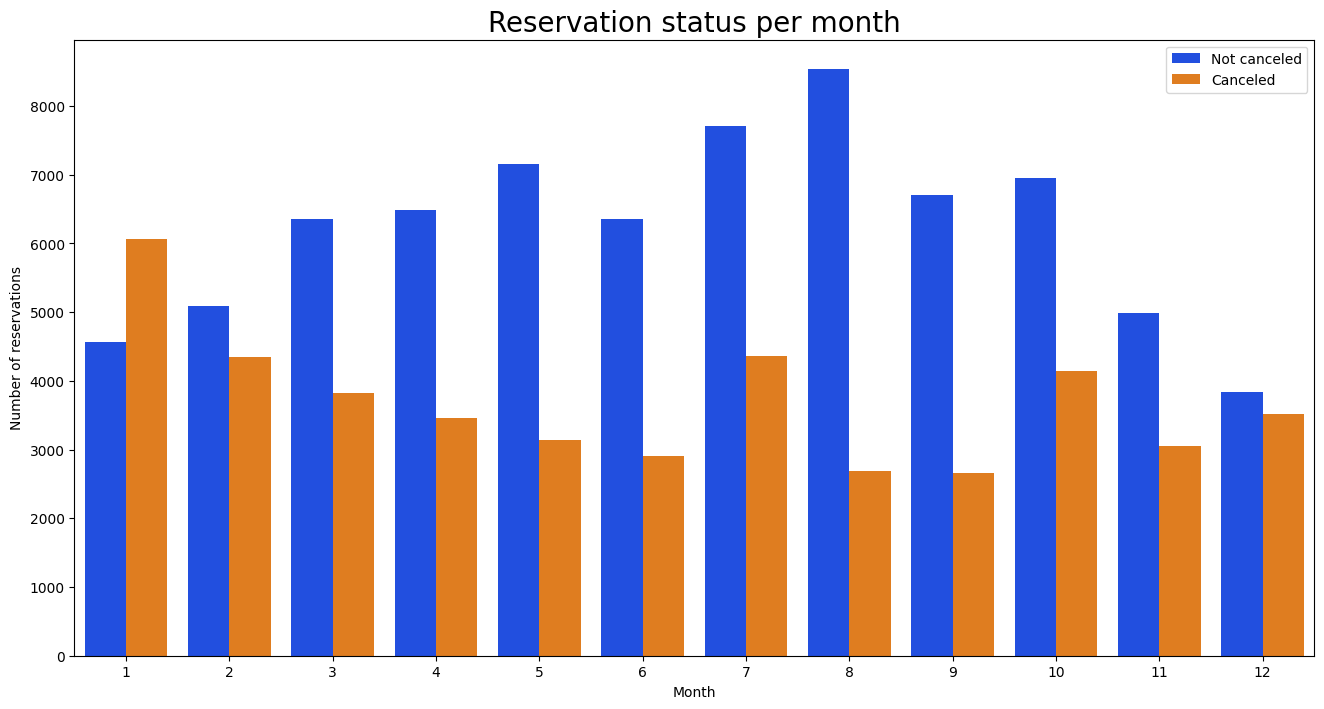 Reservation status per month
Not canceled
Canceled
Number of reservations
8000
7000
6000
5000
4000
3000
2000
1000
0
1 2 3 4 5 6 7 8 9 10 11 12
Month